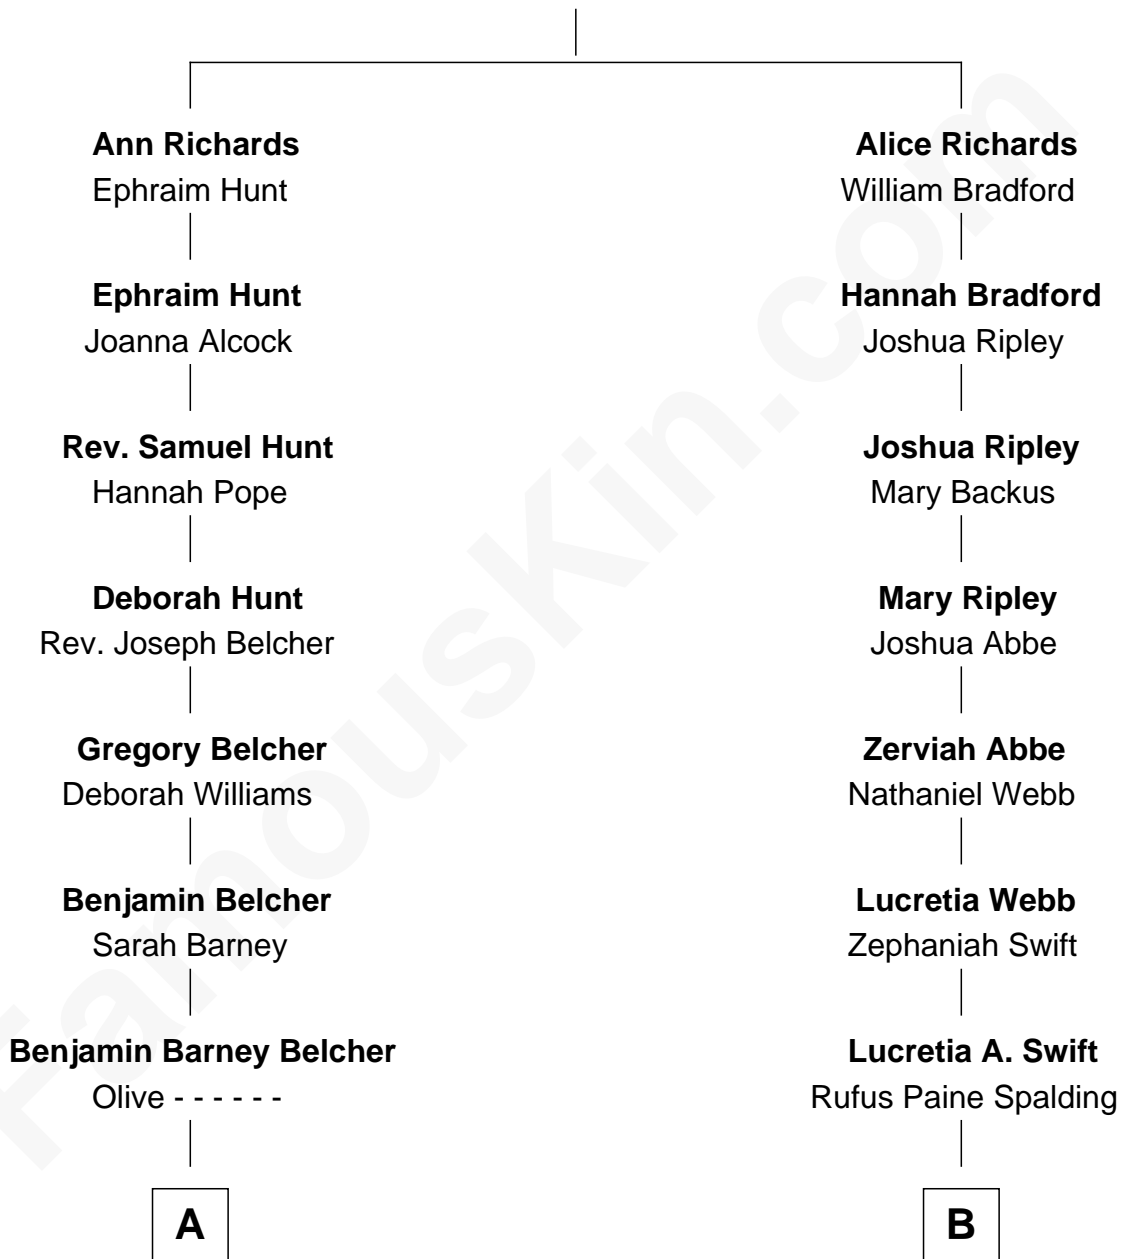 Ann Richards
Ephraim Hunt
Ephraim Hunt
Joanna Alcock
Rev. Samuel Hunt
Hannah Pope
Deborah Hunt
Rev. Joseph Belcher
Gregory Belcher
Deborah Williams
Benjamin Belcher
Sarah Barney
Benjamin Barney Belcher
Olive - - - - - -
A
Alice Richards
William Bradford
Hannah Bradford
Joshua Ripley
Joshua Ripley
Mary Backus
Mary Ripley
Joshua Abbe
Zerviah Abbe
Nathaniel Webb
Lucretia Webb
Zephaniah Swift
Lucretia A. Swift
Rufus Paine Spalding
B
FamousKin.com